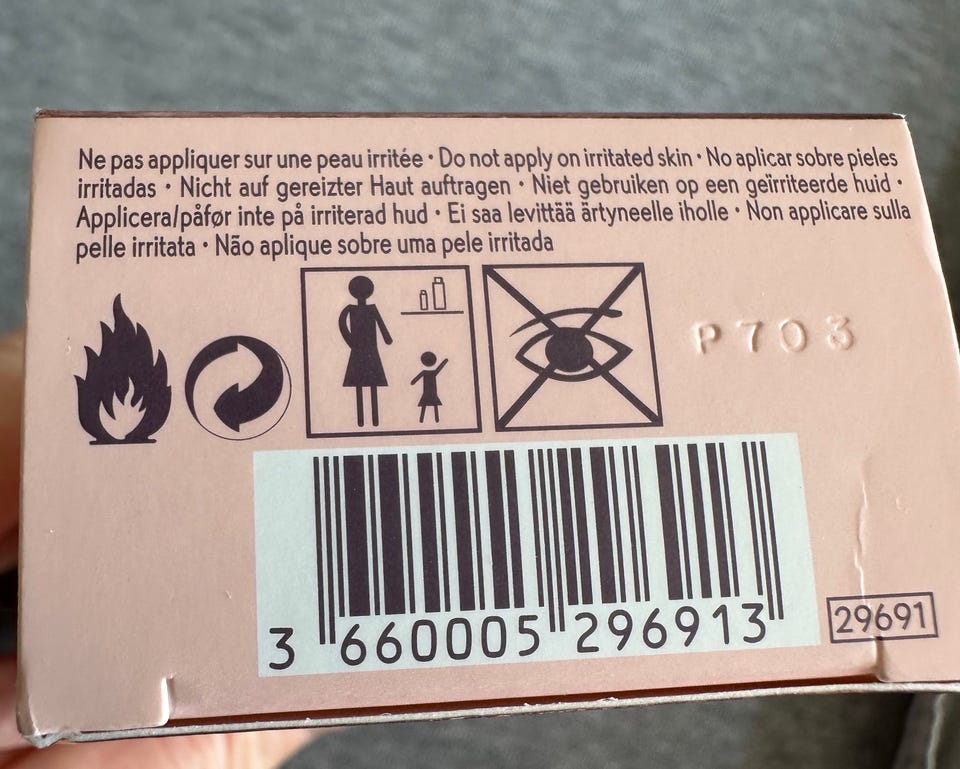 Ne pas appliquer sur une peau irritée • Do not apply on irritated skin • No aplicar sobre pieles
irritadas • Nicht auf gereizter Haut auftragen • Niet gebruiken op een geïrriteerde huid •
Applicera/påfør inte på irriterad hud • Ei saa levittää ärtyneelle iholle • Non applicare sulla
pelle irritata • Não aplique sobre uma pele irritada
P703
3 660005 296913
29691